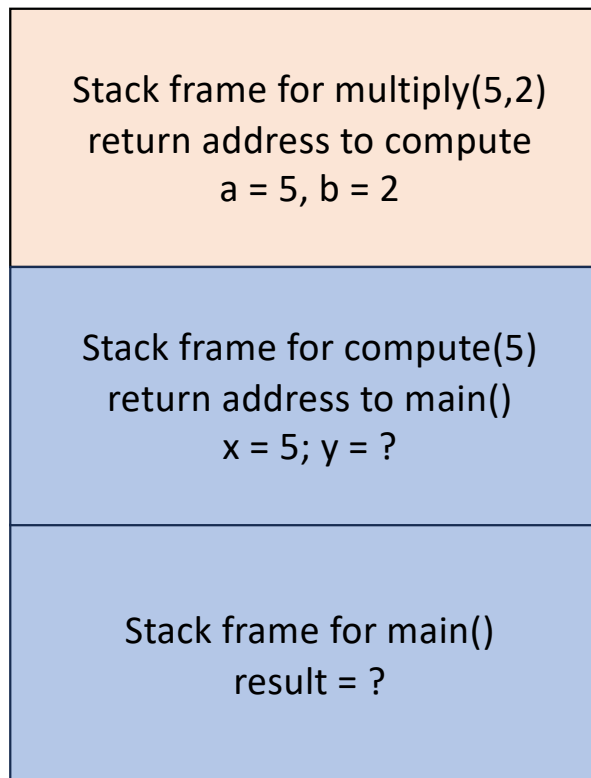 Stack frame for multiply(5,2)
return address to compute
a = 5, b = 2
Stack frame for compute(5)
return address to main()
x = 5; y = ?
Stack frame for main()
result = ?